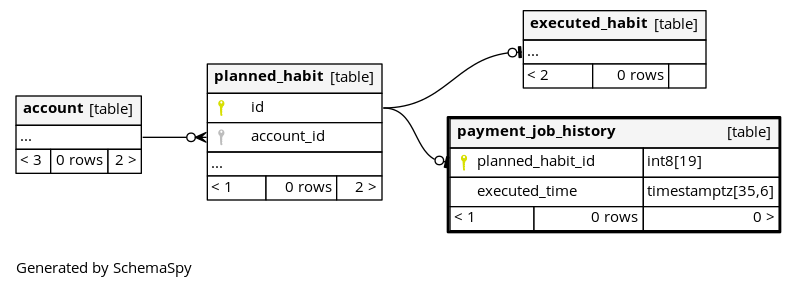 executed_habit [table]
...
< 2 0 rows
planned_habit [table]
id
account_id
...
< 1 0 rows 2 >
account [table]
...
< 3 0 rows 2 >
payment_job_history [table]
planned_habit_id int8[19]
executed_time timestamptz[35,6]
< 1 0 rows 0 >
Generated by SchemaSpy